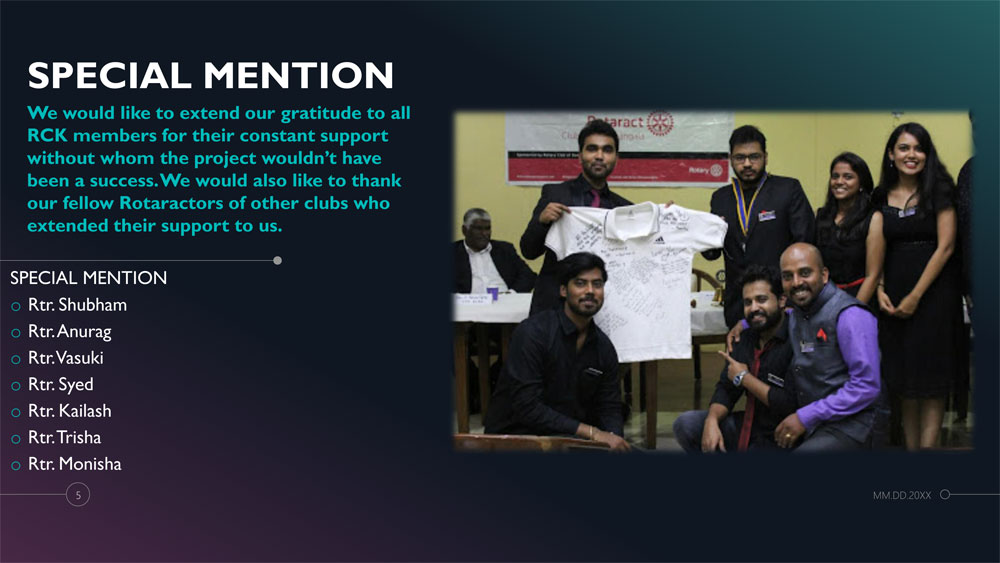 SPECIAL MENTION
We would like to extend our gratitude to all
RCK members for their constant support
without whom the project wouldn't have
been a success. We would also like to thank
our fellow Rotaractors of other clubs who
extended their support to us.
SPECIAL MENTION
Rtr. Shubham
Rtr. Anurag
Rtr. Vasuki
Rtr. Syed
Rtr. Kailash
Rtr. Trisha
Rtr. Monisha
5
MM.DD.20XX
Rotaract
Club
Rotary
adidas